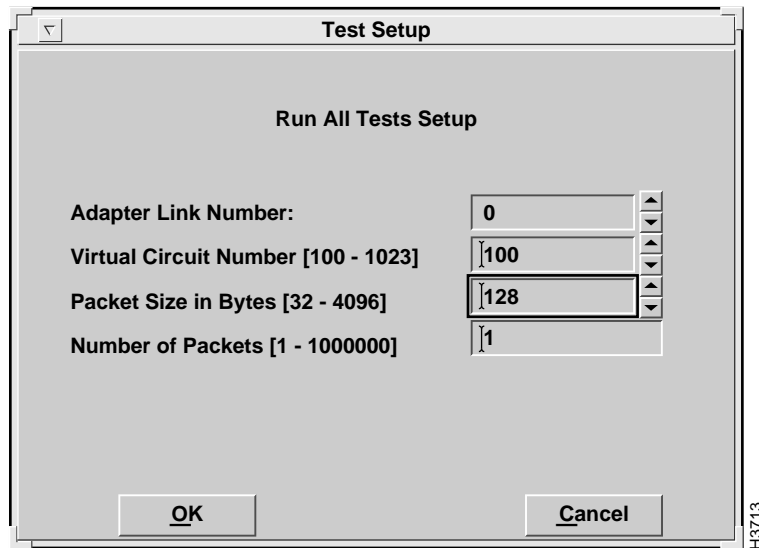 Test Setup
Run All Tests Setup
Adapter Link Number: 0
Virtual Circuit Number [100 - 1023] 100
Packet Size in Bytes [32 - 4096] 128
Number of Packets [1 - 1000000] 1
OK Cancel
H3713